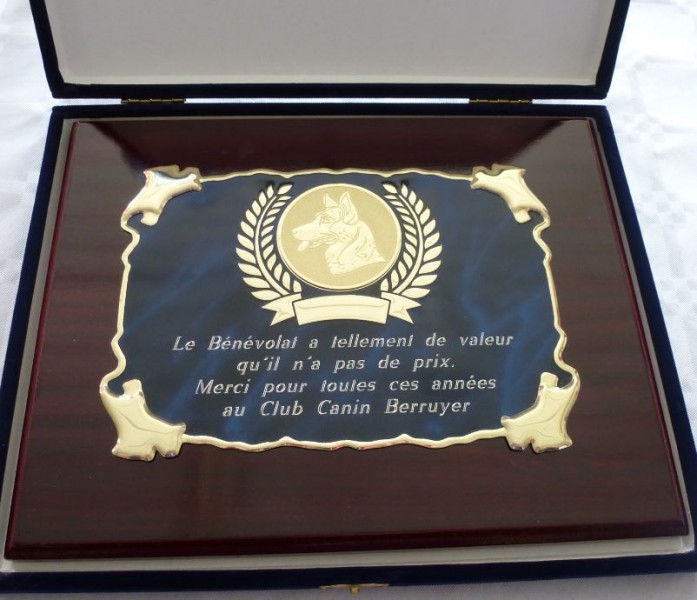 Le Bénévolat a tellement de valeur
qu'il n'a pas de prix.
Merci pour toutes ces années
au Club Canin Berruyer